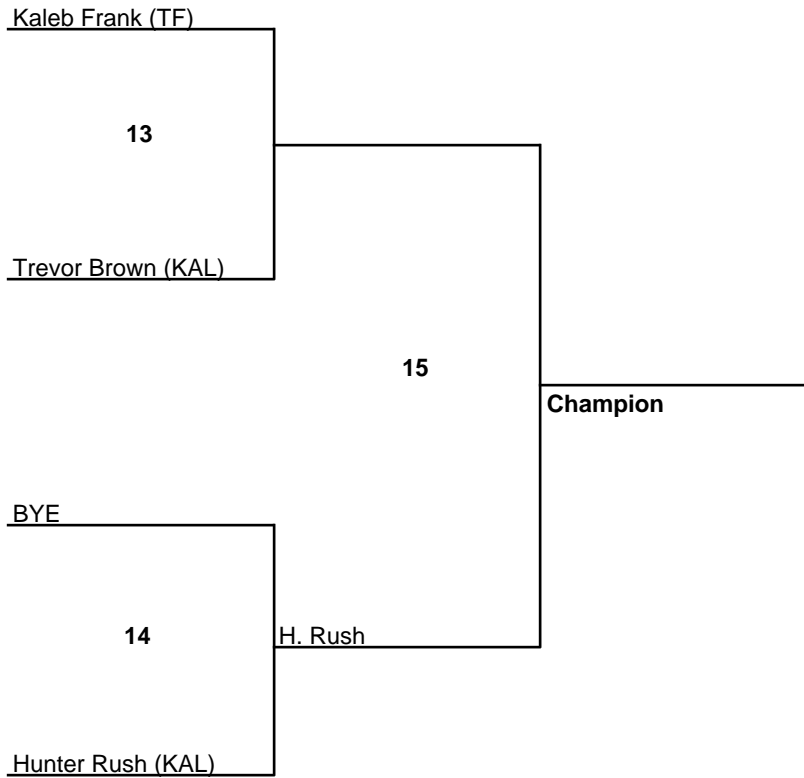 Kaleb Frank (TF)
13
Trevor Brown (KAL)
15
Champion
BYE
14
H. Rush
Hunter Rush (KAL)